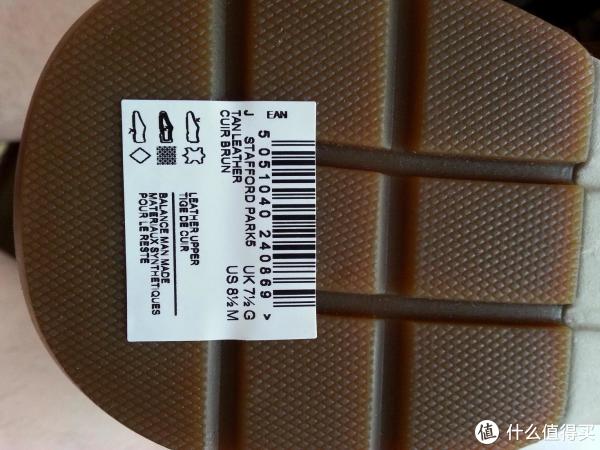 EAN
5 051040 240869 >
J STAFFORD PARK5 UK 7½ G
TAN LEATHER US 8½ M
CUIR BRUN
LEATHER UPPER
TIGE DE CUIR
BALANCE MAN MADE
MATERIAUX SYNTHETIQUES
POUR LE RESTE
值 什么值得买